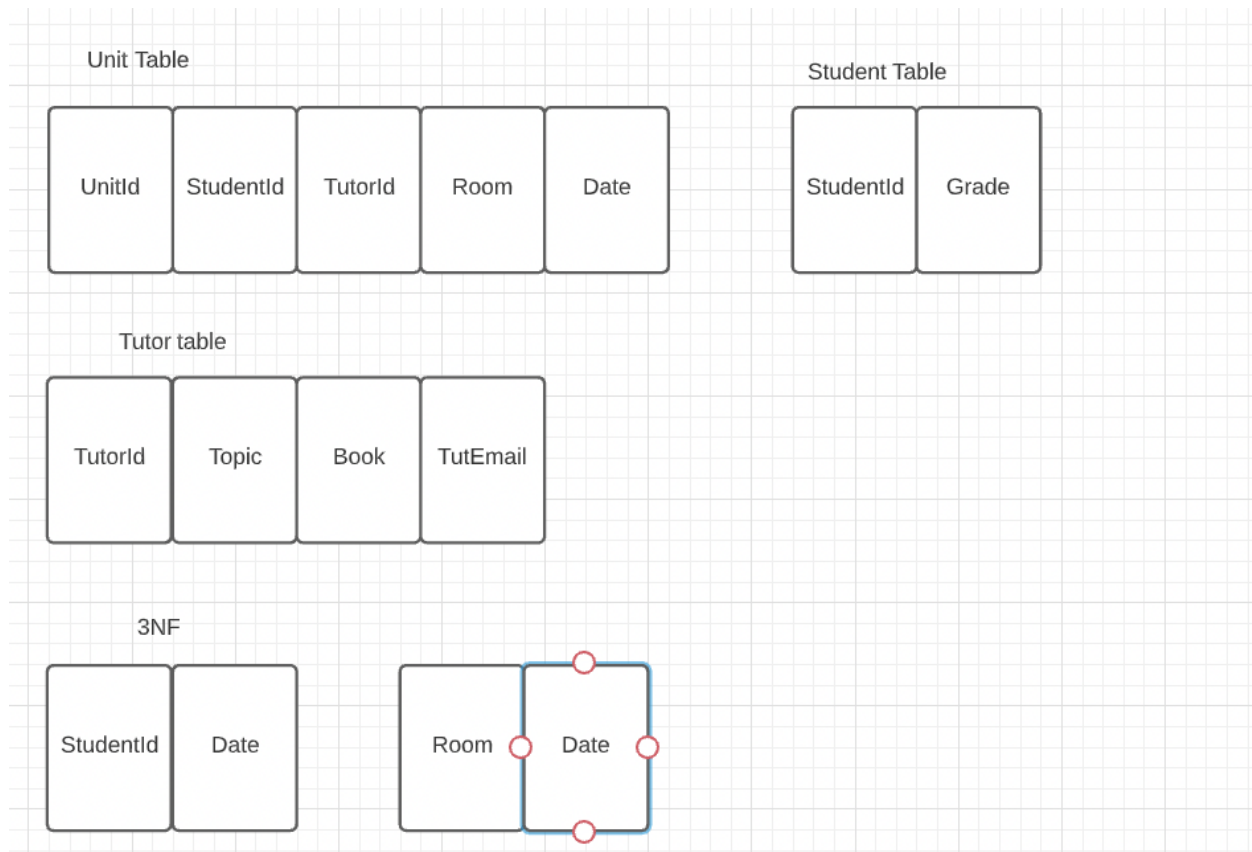 Unit Table
Student Table
UnitId StudentId TutorId Room Date
StudentId Grade
Tutor table
TutorId Topic Book TutEmail
3NF
StudentId Date
Room Date